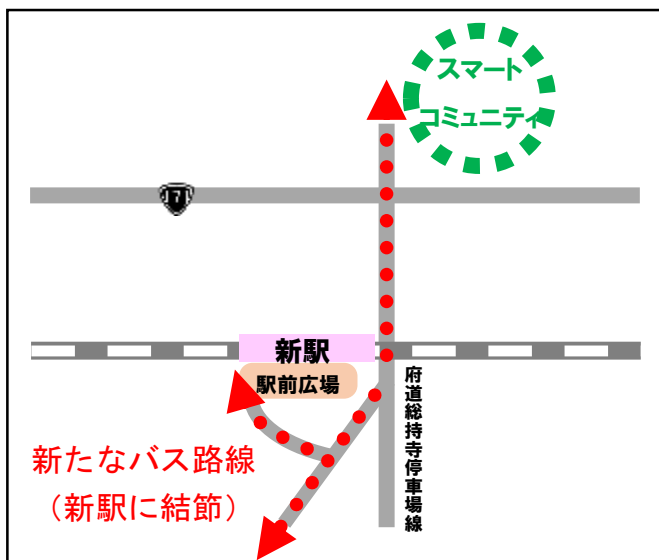 スマート
コミュニティ
171
新駅
駅前広場
府道総持寺停車場線
新たなバス路線
（新駅に結節）